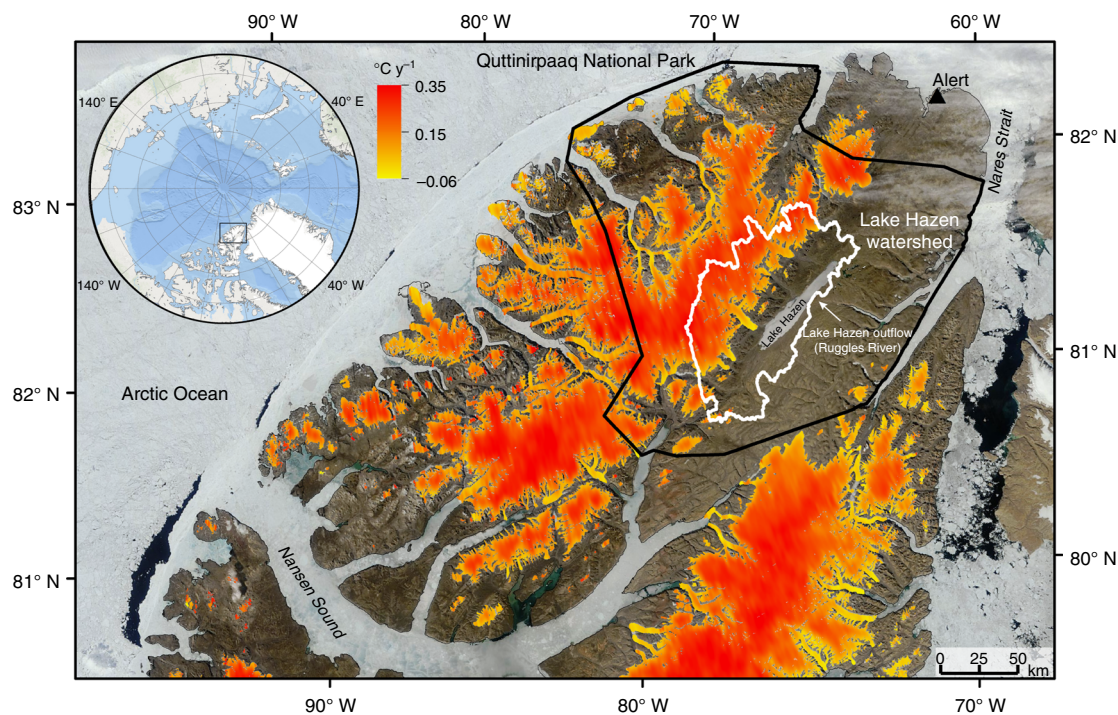 90° W 80° W 70° W 60° W
Quttinirpaaq National Park
°C y⁻¹
0.35
0.15
−0.06
140° E
40° E
140° W
40° W
Alert
Nares Strait
82° N
83° N
Lake Hazen
watershed
Lake Hazen
Lake Hazen outflow
(Ruggles River)
81° N
82° N
Arctic Ocean
80° N
81° N
Nansen Sound
0 25 50
km
90° W 80° W 70° W